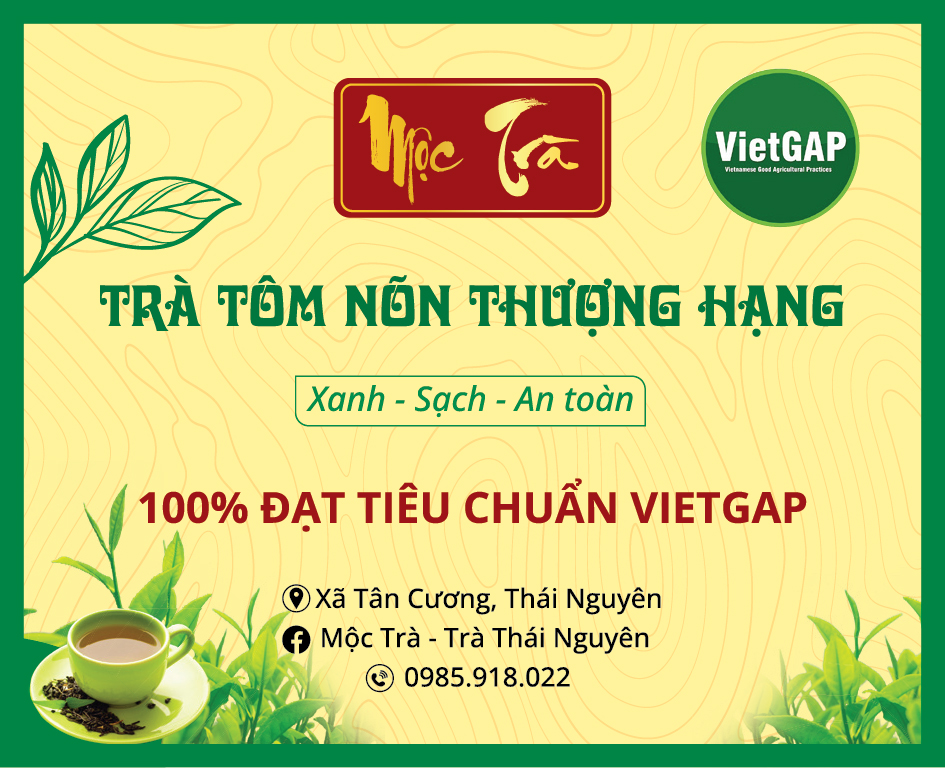 Mộc Trà
VietGAP
Vietnamese Good Agricultural Practices
TRÀ TÔM NÕN THƯỢNG HẠNG
Xanh - Sạch - An toàn
100% ĐẠT TIÊU CHUẨN VIETGAP
Xã Tân Cương, Thái Nguyên
Mộc Trà - Trà Thái Nguyên
0985.918.022